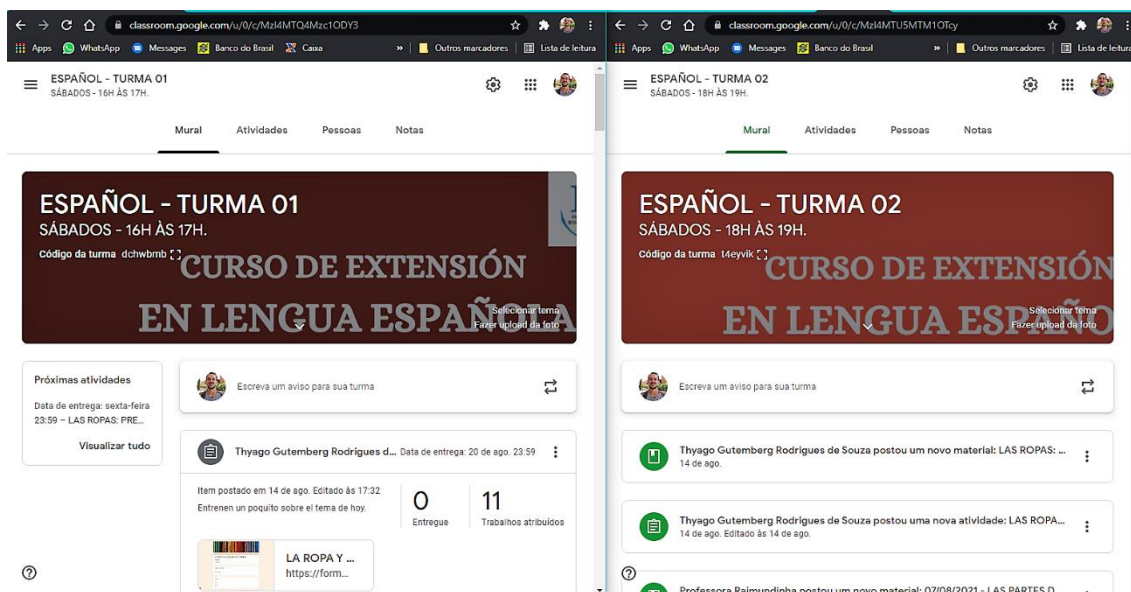 classroom.google.com/u/0/c/MzI4MTQ4Mzc1ODY3
Apps WhatsApp Messages Banco do Brasil Caixa » Outros marcadores Lista de leitura
ESPAÑOL - TURMA 01
SÁBADOS - 16H ÀS 17H.
Mural Atividades Pessoas Notas
ESPAÑOL - TURMA 01
SÁBADOS - 16H ÀS 17H.
Código da turma dchwbmb
CURSO DE EXTENSIÓN
EN LENGUA ESPAÑOLA
Selecionar tema
Fazer upload da foto
Próximas atividades
Data de entrega: sexta-feira
23:59 – LAS ROPAS: PRE...
Visualizar tudo
Escreva um aviso para sua turma
Thyago Gutemberg Rodrigues d... Data de entrega: 20 de ago. 23:59
Item postado em 14 de ago. Editado às 17:32
Entrenen un poquito sobre el tema de hoy.
0 11
Entregue Trabalhos atribuídos
LA ROPA Y ...
https://form...
classroom.google.com/u/0/c/MzI4MTU5MTM1OTcy
Apps WhatsApp Messages Banco do Brasil » Outros marcadores Lista de leitura
ESPAÑOL - TURMA 02
SÁBADOS - 18H ÀS 19H.
Mural Atividades Pessoas Notas
ESPAÑOL - TURMA 02
SÁBADOS - 18H ÀS 19H.
Código da turma t4eyvik
CURSO DE EXTENSIÓN
EN LENGUA ESPAÑO
Selecionar tema
Fazer upload da foto
Escreva um aviso para sua turma
Thyago Gutemberg Rodrigues de Souza postou um novo material: LAS ROPAS: ...
14 de ago.
Thyago Gutemberg Rodrigues de Souza postou uma nova atividade: LAS ROPA...
14 de ago. Editado às 14 de ago.
Professora Raimundinha postou um novo material: 07/08/2021 - LAS PARTES D